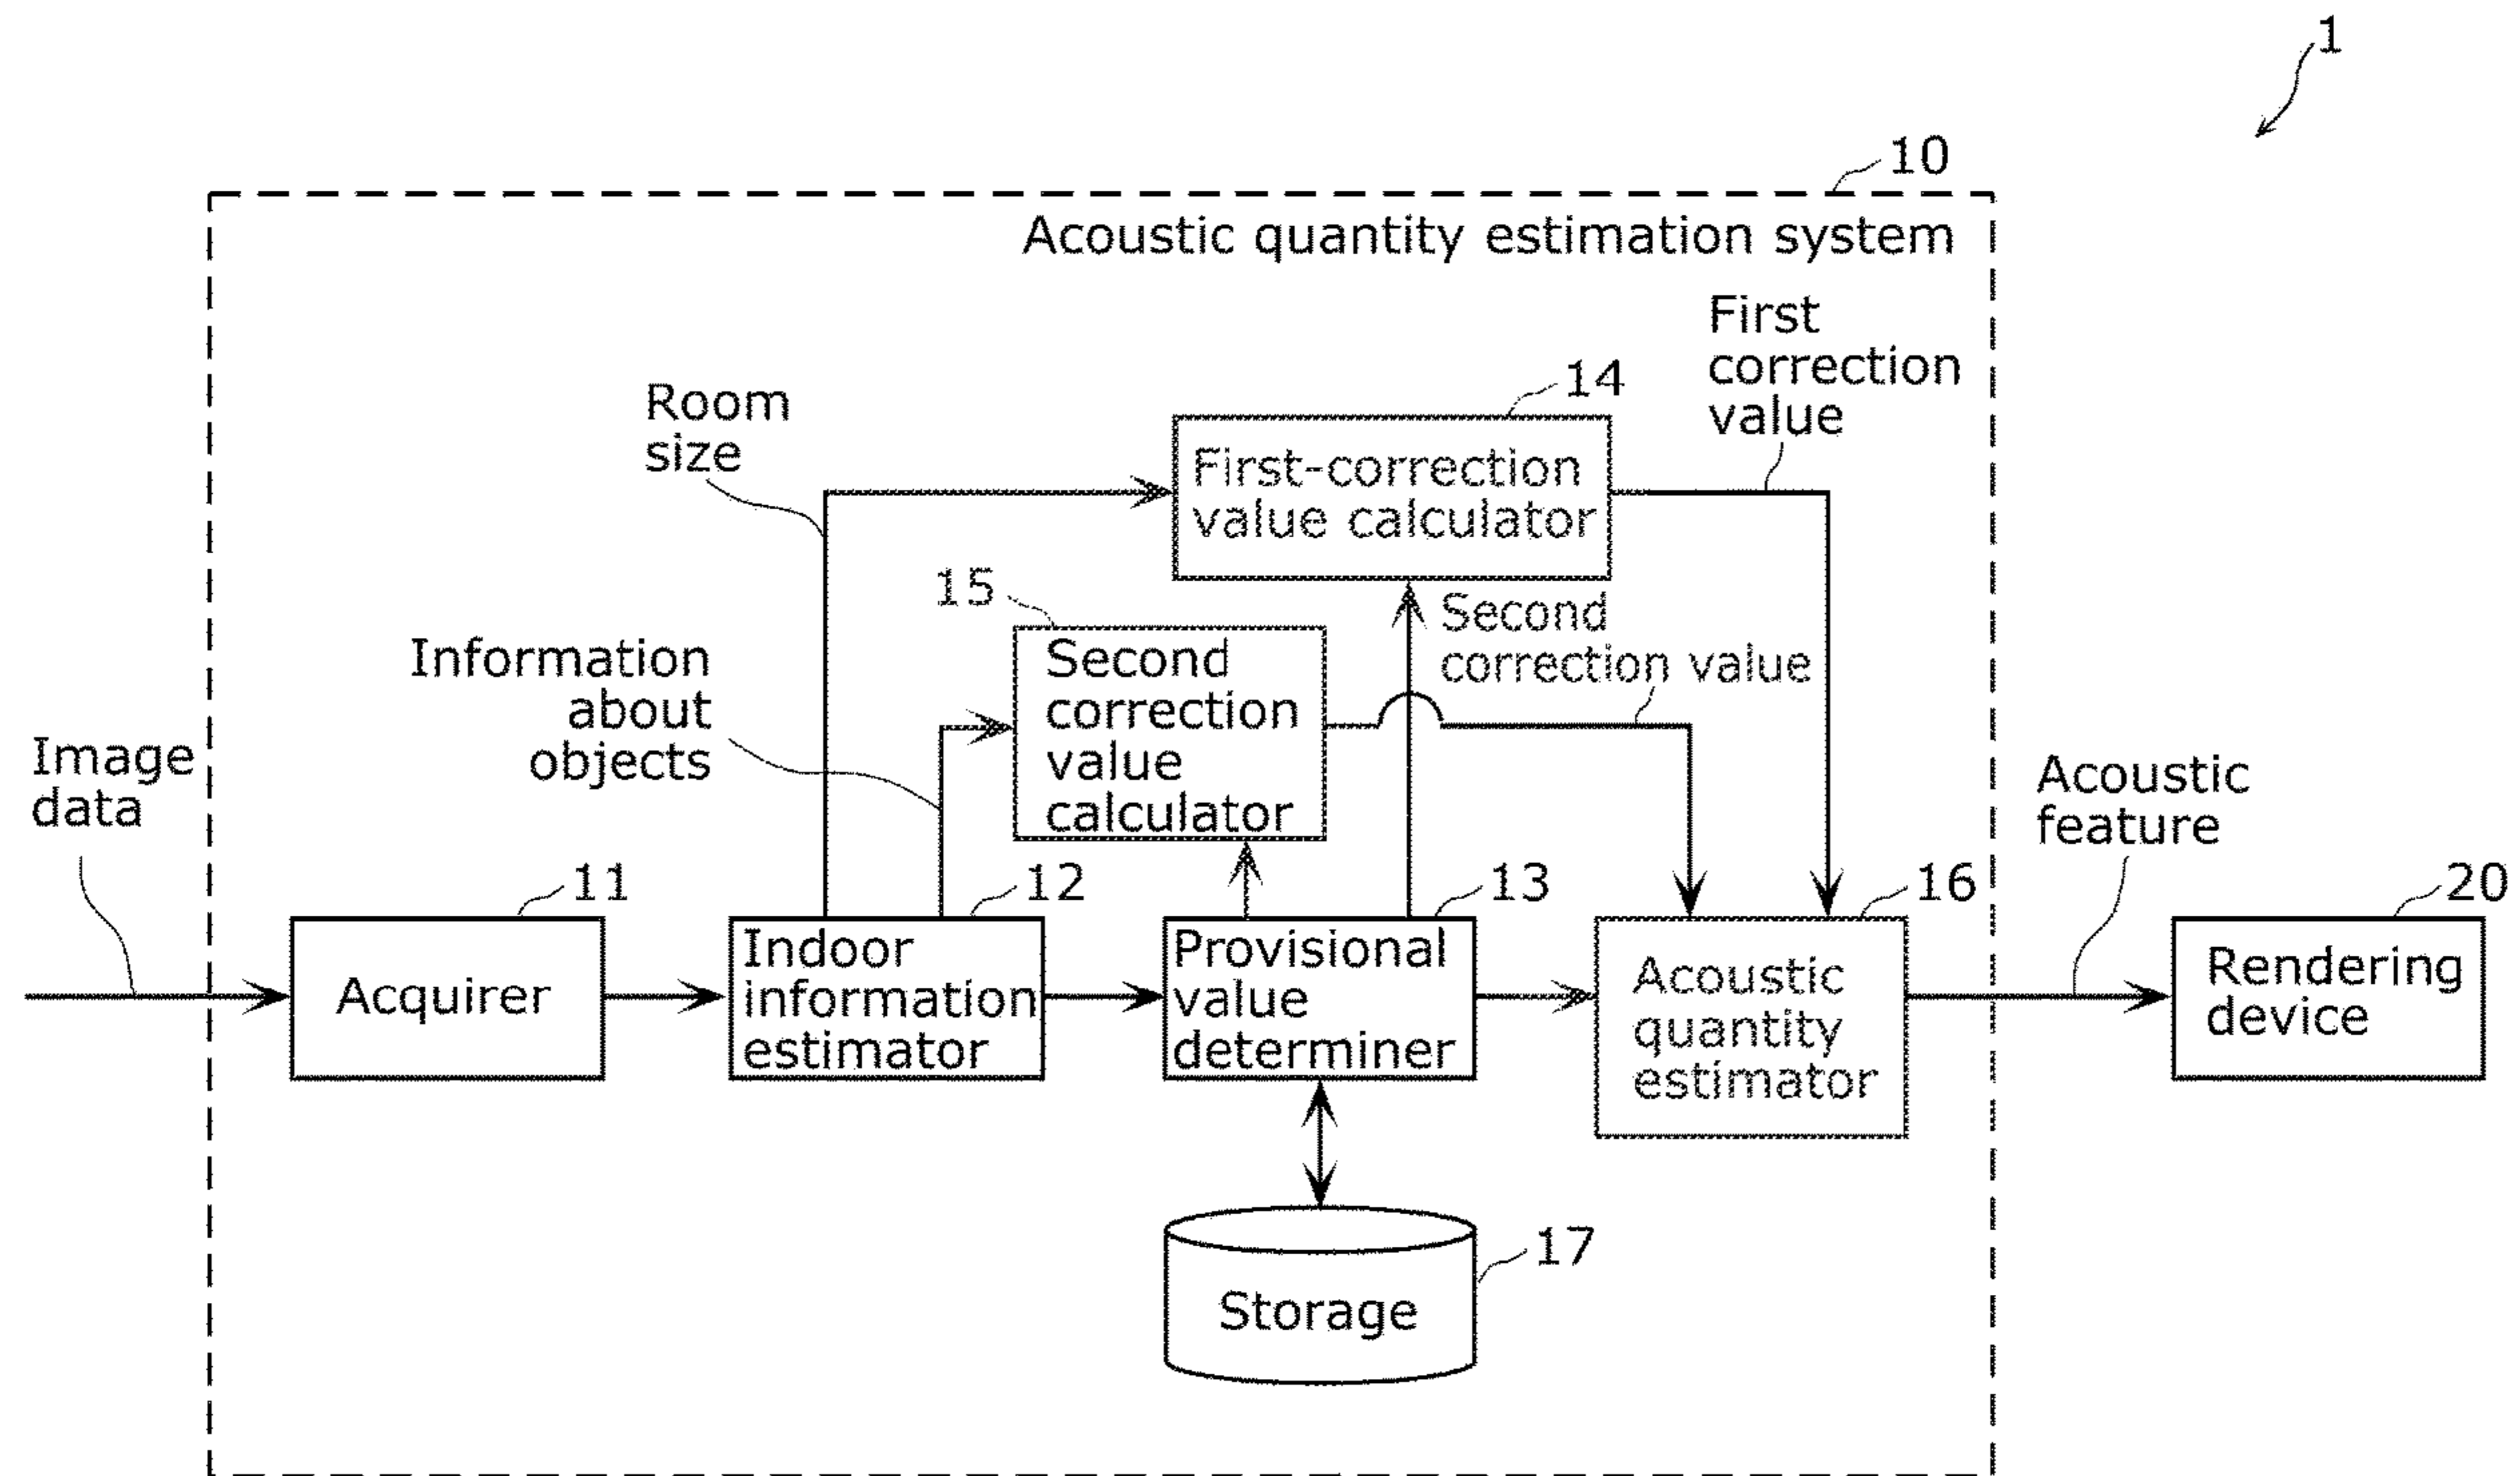 1
10
Acoustic quantity estimation system
First
correction
value
14
Room
size
First-correction
value calculator
15
Second
correction value
Information
about
objects
Second
correction
value
calculator
Image
data
Acoustic
feature
11
12
13
16
20
Acquirer
Indoor
information
estimator
Provisional
value
determiner
Acoustic
quantity
estimator
Rendering
device
17
Storage